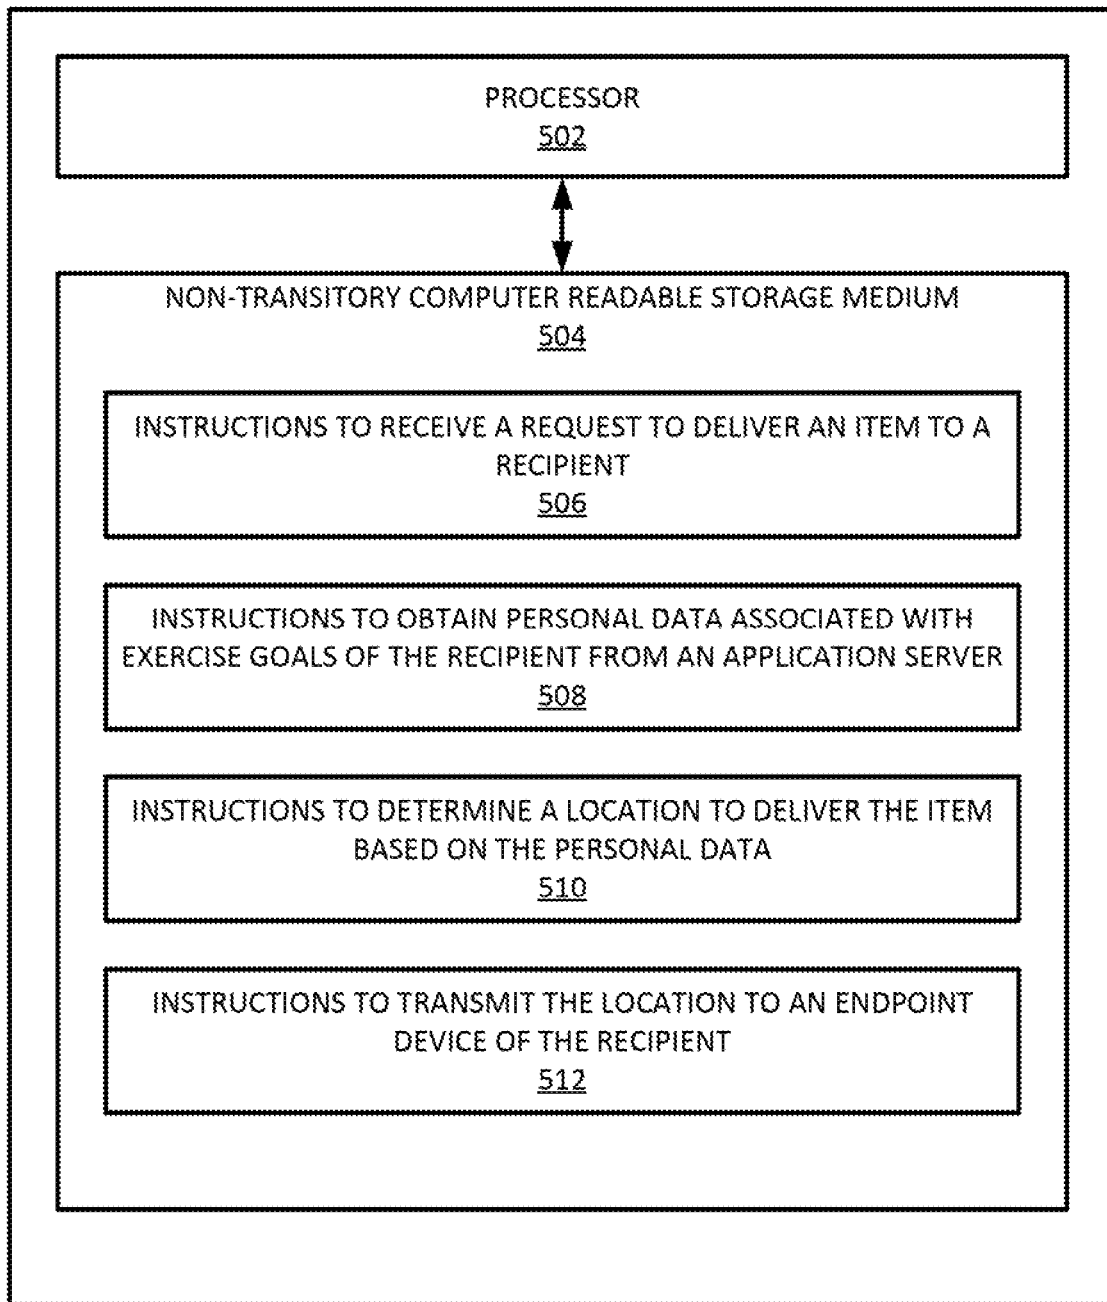 PROCESSOR
502
NON-TRANSITORY COMPUTER READABLE STORAGE MEDIUM
504
INSTRUCTIONS TO RECEIVE A REQUEST TO DELIVER AN ITEM TO A
RECIPIENT
506
INSTRUCTIONS TO OBTAIN PERSONAL DATA ASSOCIATED WITH
EXERCISE GOALS OF THE RECIPIENT FROM AN APPLICATION SERVER
508
INSTRUCTIONS TO DETERMINE A LOCATION TO DELIVER THE ITEM
BASED ON THE PERSONAL DATA
510
INSTRUCTIONS TO TRANSMIT THE LOCATION TO AN ENDPOINT
DEVICE OF THE RECIPIENT
512